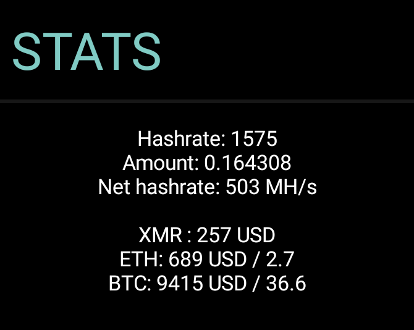 STATS
Hashrate: 1575
Amount: 0.164308
Net hashrate: 503 MH/s
XMR : 257 USD
ETH: 689 USD / 2.7
BTC: 9415 USD / 36.6